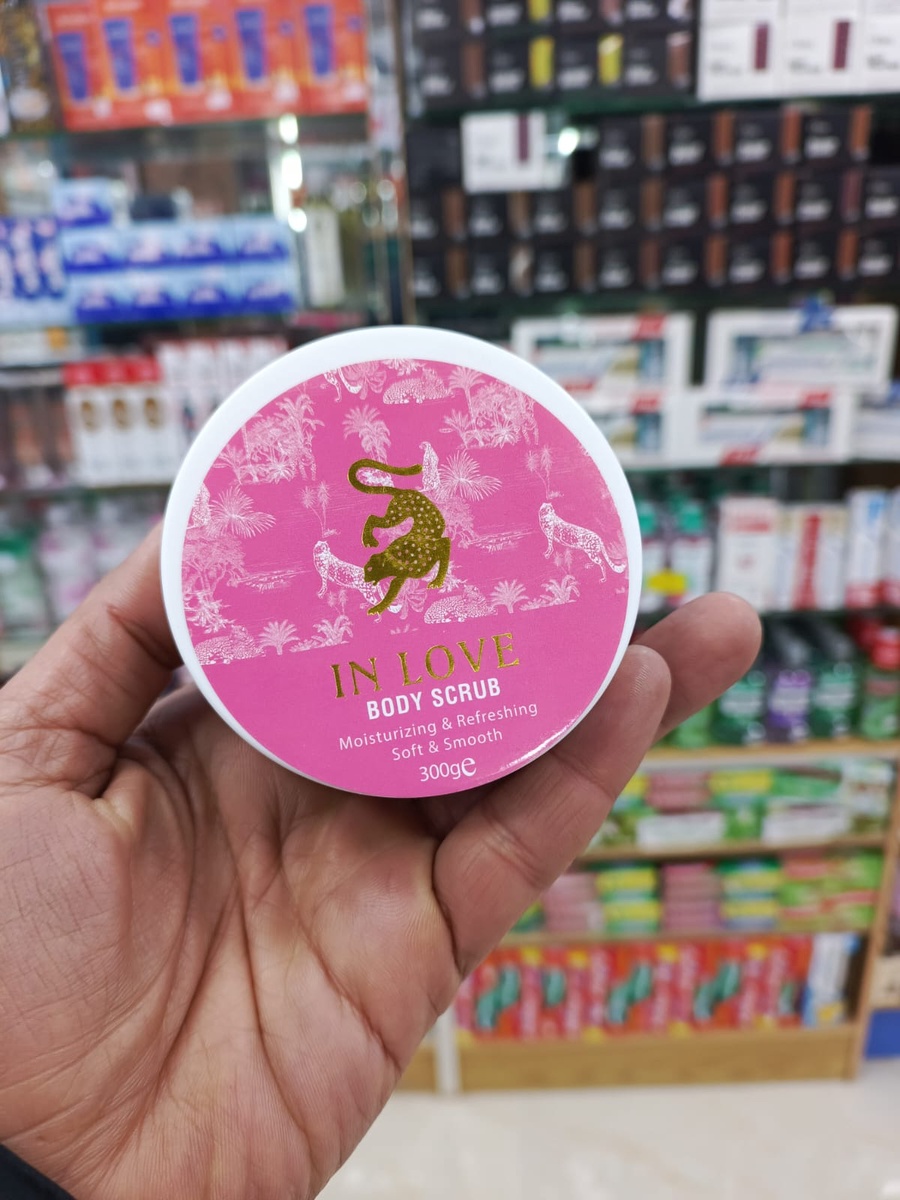 IN LOVE
BODY SCRUB
Moisturizing & Refreshing
Soft & Smooth
300g℮